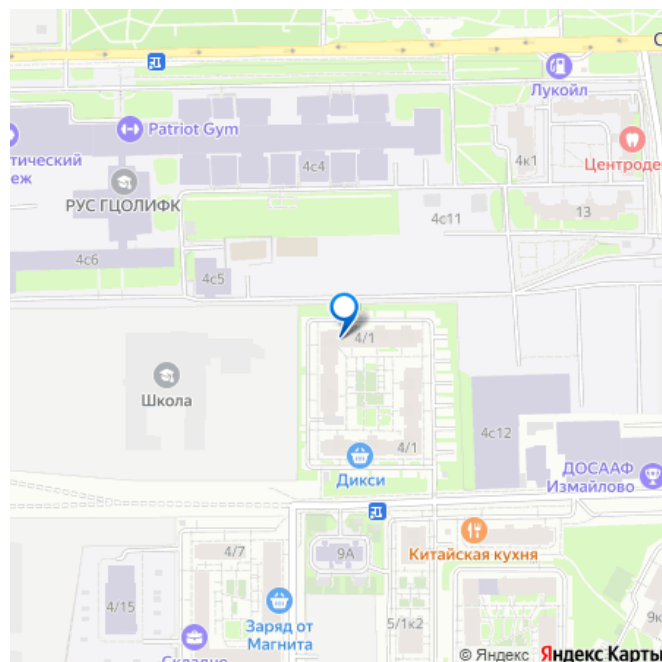 С
Лукойл
Patriot Gym
тический
еж
4к1
Центроде
4с4
РУС ГЦОЛИФК
4с11
13
4с6
4с5
4/1
Школа
4/1
4с12
Дикси
ДОСААФ
Измайлово
Китайская кухня
4/7
9А
4/15
Заряд от
Магнита
5/1к2
9к
Складно
© Яндекс Яндекс Карты